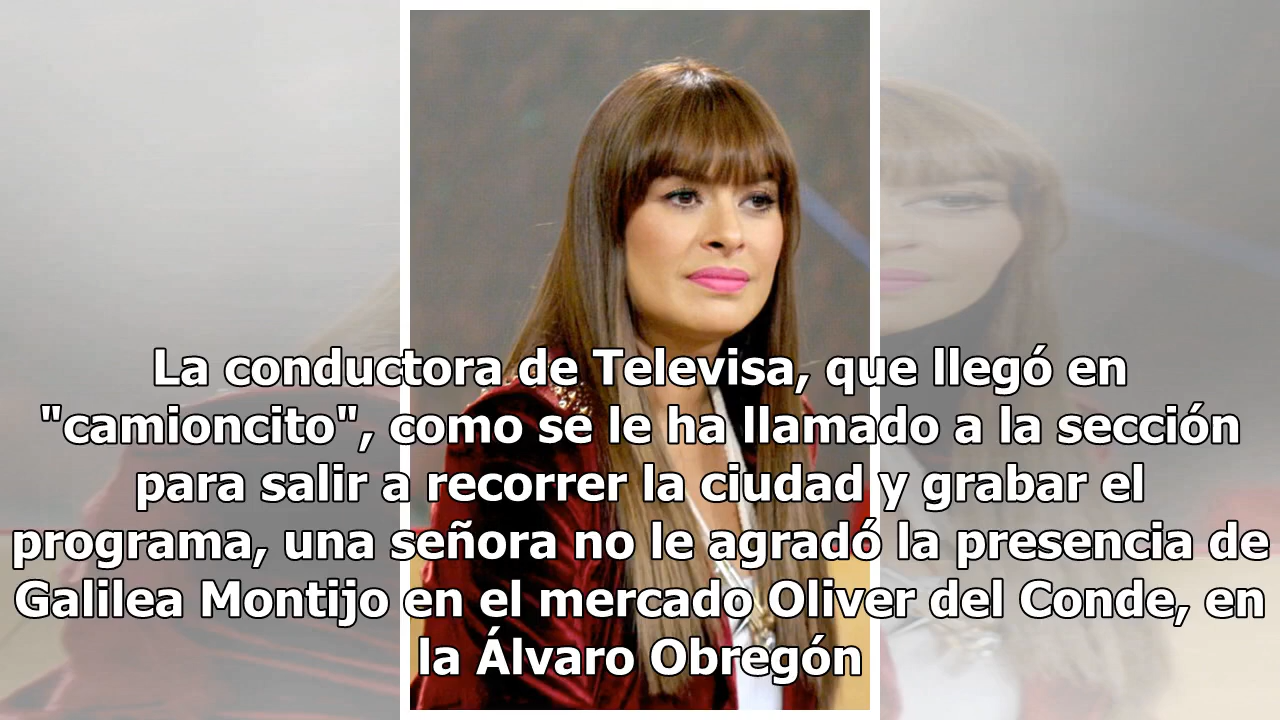 La conductora de Televisa, que llegó en
"camioncito", como se le ha llamado a la sección
para salir a recorrer la ciudad y grabar el
programa, una señora no le agradó la presencia de
Galilea Montijo en el mercado Oliver del Conde, en
la Álvaro Obregón